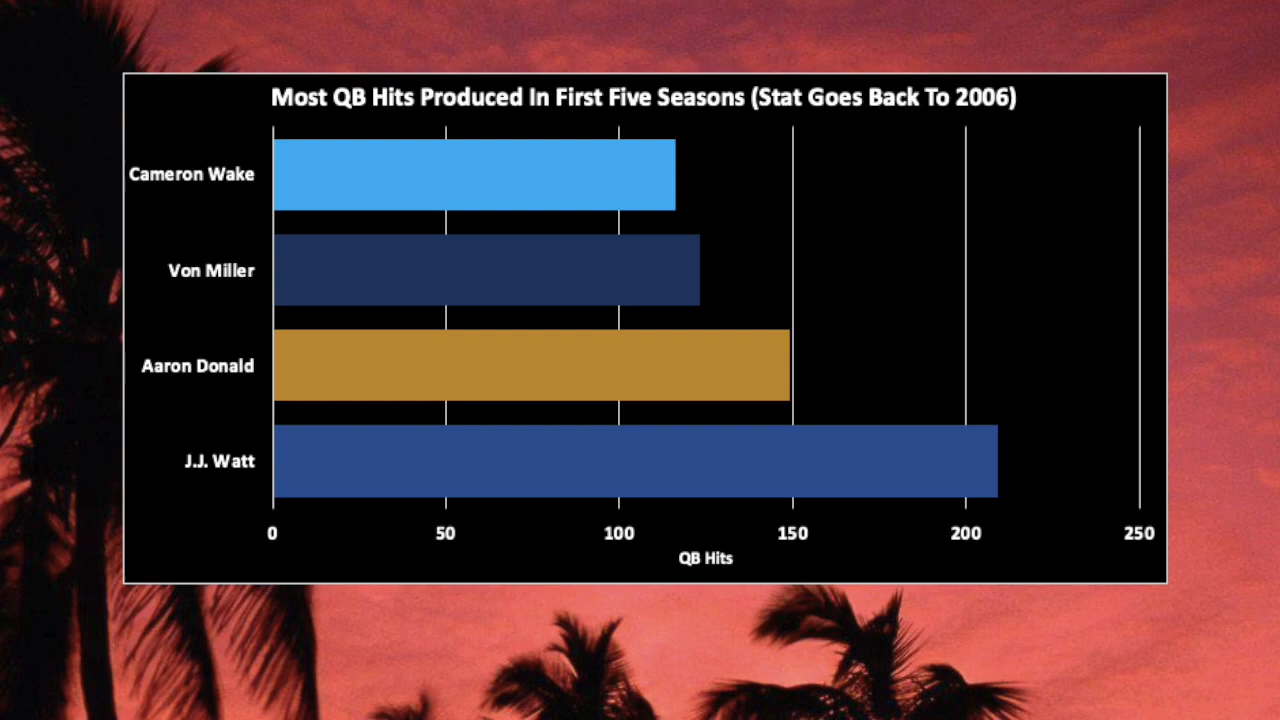 Most QB Hits Produced In First Five Seasons (Stat Goes Back To 2006)
Cameron Wake
Von Miller
Aaron Donald
J.J. Watt
0 50 100 150 200 250
QB Hits